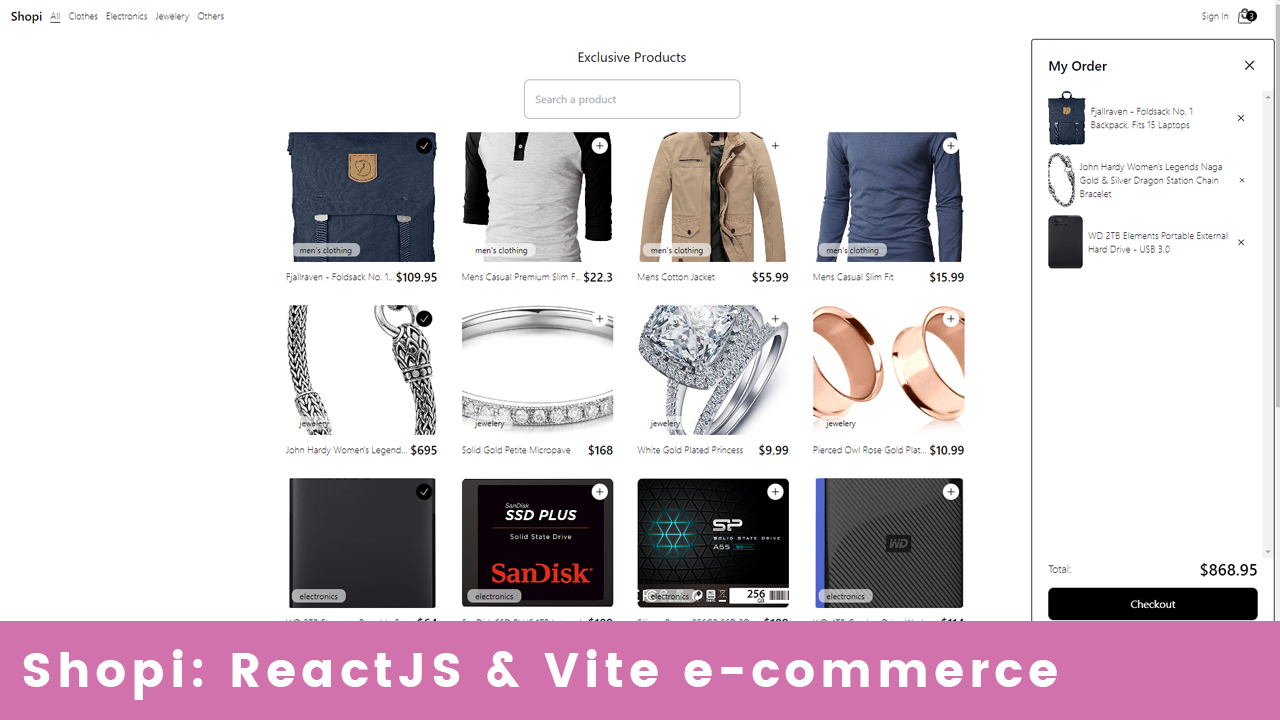 Shopi All Clothes Electronics Jewelery Others
Sign In 3
Exclusive Products
Search a product
men's clothing
men's clothing
men's clothing
men's clothing
Fjallraven - Foldsack No. 1... $109.95
Mens Casual Premium Slim F... $22.3
Mens Cotton Jacket $55.99
Mens Casual Slim Fit $15.99
jewelery
jewelery
jewelery
jewelery
John Hardy Women's Legend... $695
Solid Gold Petite Micropave $168
White Gold Plated Princess $9.99
Pierced Owl Rose Gold Plat... $10.99
electronics
SanDisk
SSD PLUS
Solid State Drive
SanDisk
electronics
SP
SOLID STATE DRIVE
A55
256
GB
electronics
WD
electronics
My Order
Fjallraven - Foldsack No. 1
Backpack, Fits 15 Laptops
John Hardy Women's Legends Naga
Gold & Silver Dragon Station Chain
Bracelet
WD 2TB Elements Portable External
Hard Drive - USB 3.0
Total: $868.95
Checkout
Shopi: ReactJS & Vite e-commerce